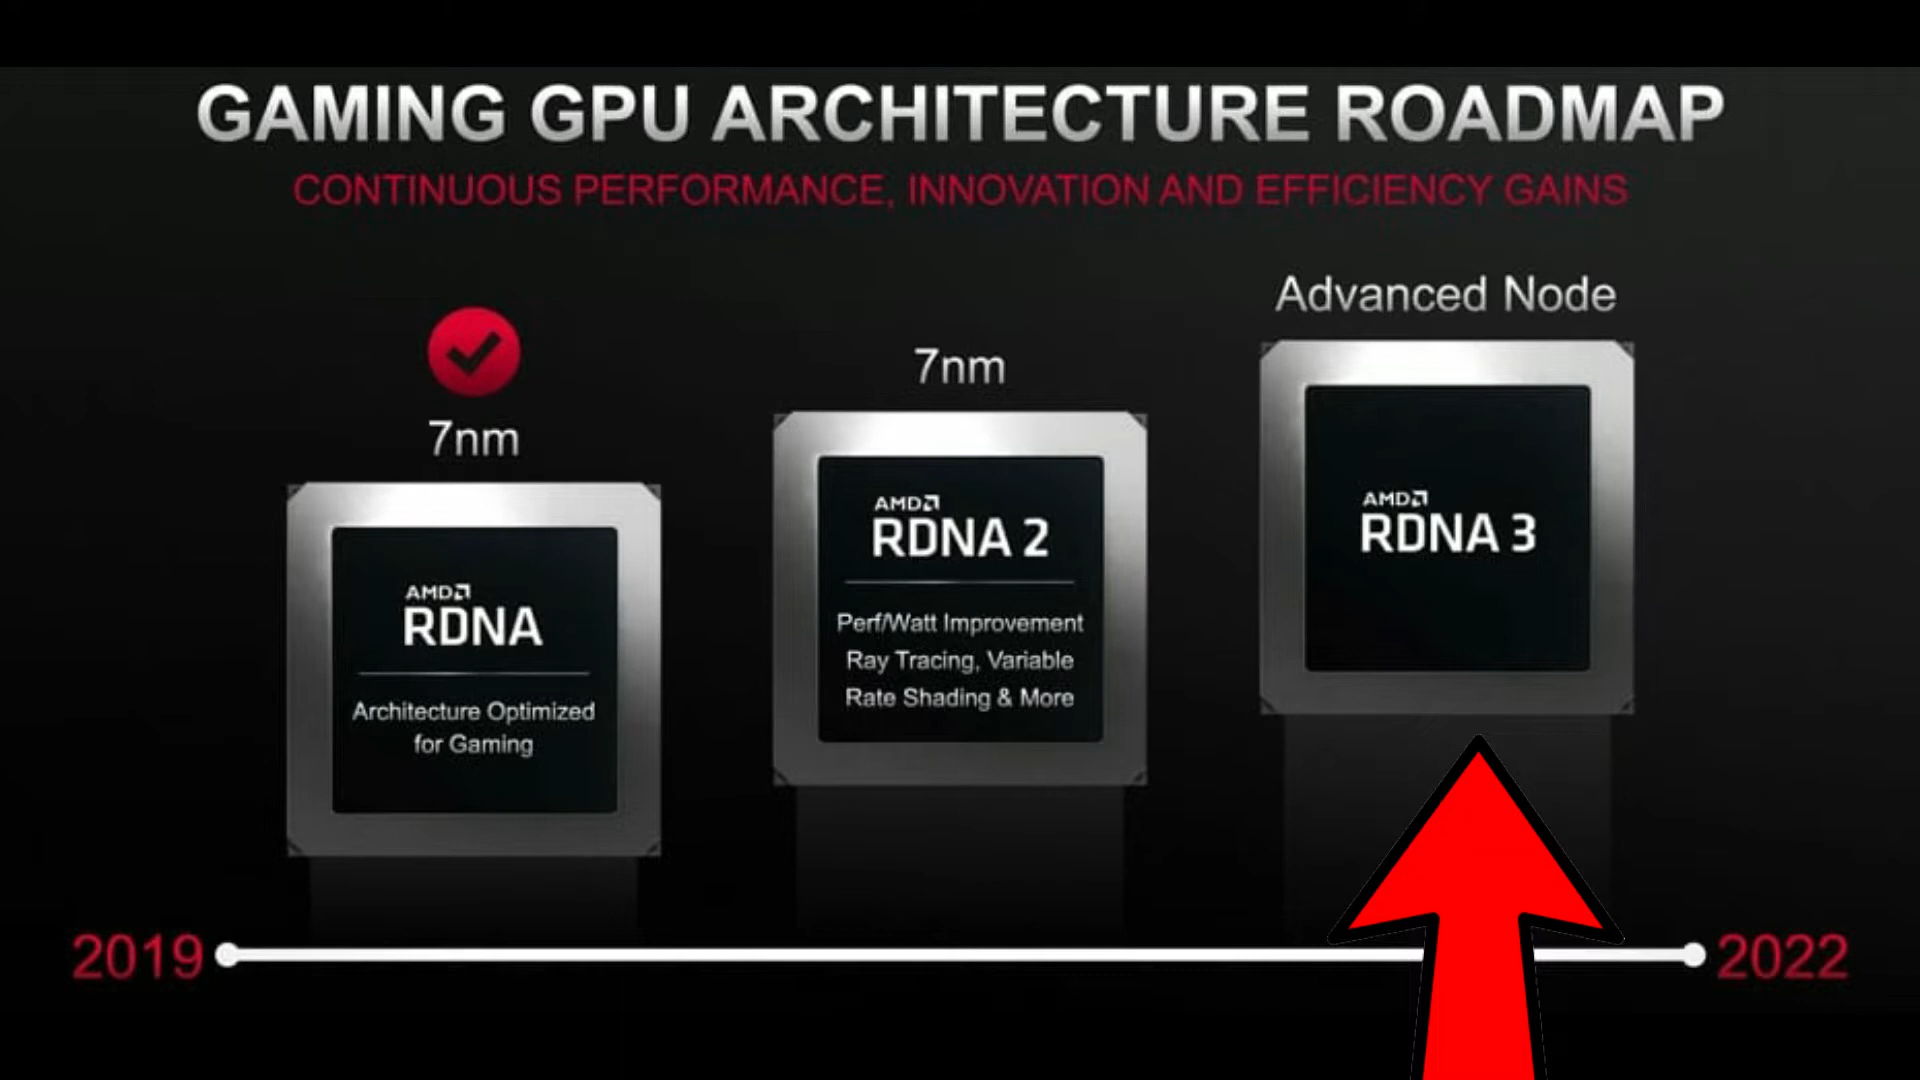 GAMING GPU ARCHITECTURE ROADMAP
CONTINUOUS PERFORMANCE, INNOVATION AND EFFICIENCY GAINS
7nm
AMD
RDNA
Architecture Optimized
for Gaming
7nm
AMD
RDNA 2
Perf/Watt Improvement
Ray Tracing, Variable
Rate Shading & More
Advanced Node
AMD
RDNA 3
2019
2022